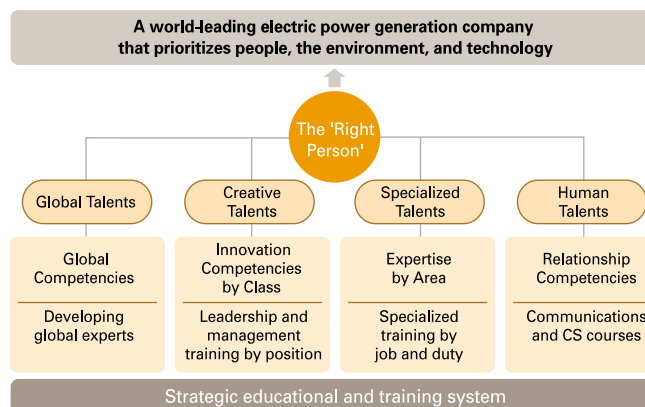 A world-leading electric power generation company
that prioritizes people, the environment, and technology
The 'Right
Person'
Global Talents
Creative
Talents
Specialized
Talents
Human
Talents
Global
Competencies
Developing
global experts
Innovation
Competencies
by Class
Leadership and
management
training by position
Expertise
by Area
Specialized
training by
job and duty
Relationship
Competencies
Communications
and CS courses
Strategic educational and training system